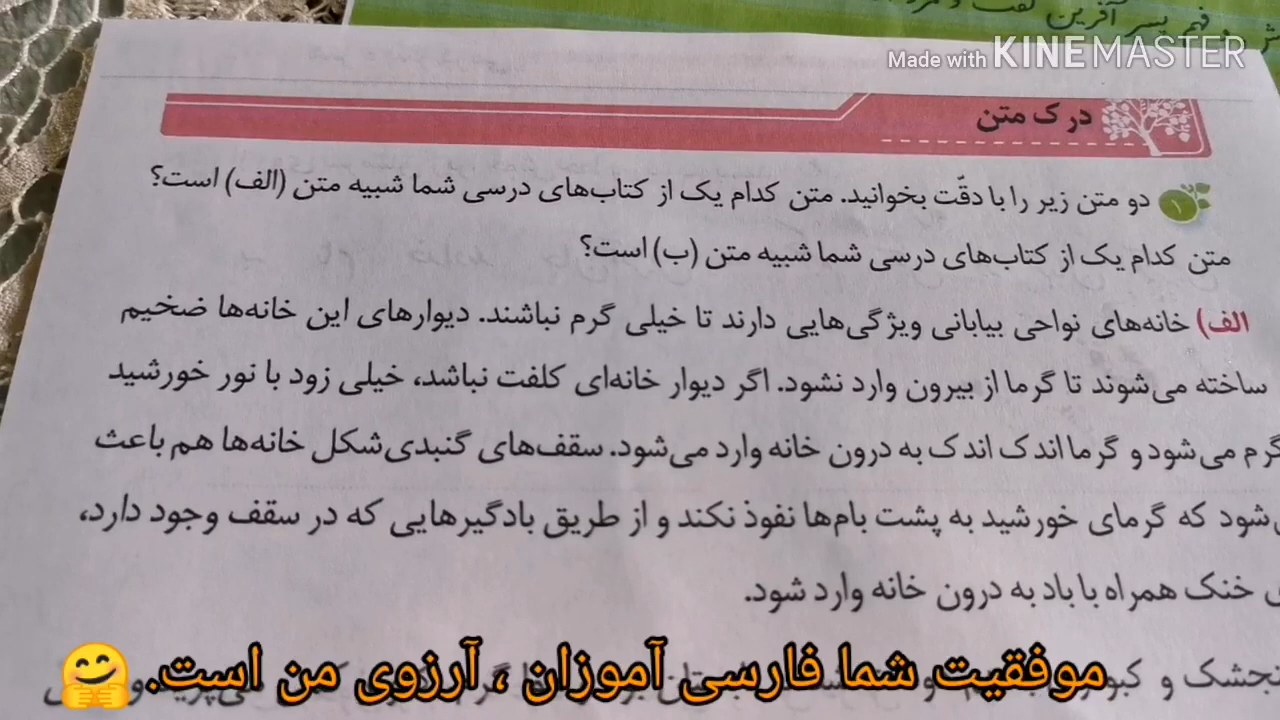 فهم پسر آفرین گفت و
Made with KINEMASTER
درک متن
۱ دو متن زیر را با دقّت بخوانید. متن کدام یک از کتاب‌های درسی شما شبیه متن (الف) است؟
متن کدام یک از کتاب‌های درسی شما شبیه متن (ب) است؟
الف) خانه‌های نواحی بیابانی ویژگی‌هایی دارند تا خیلی گرم نباشند. دیوارهای این خانه‌ها ضخیم
ساخته می‌شوند تا گرما از بیرون وارد نشود. اگر دیوار خانه‌ای کلفت نباشد، خیلی زود با نور خورشید
گرم می‌شود و گرما اندک اندک به درون خانه وارد می‌شود. سقف‌های گنبدی‌شکل خانه‌ها هم باعث
شود که گرمای خورشید به پشت بام‌ها نفوذ نکند و از طریق بادگیرهایی که در سقف وجود دارد،
خنک همراه با باد به درون خانه وارد شود.
نجشک و
موفقیت شما فارسی آموزان ، آرزوی من است. 🤗